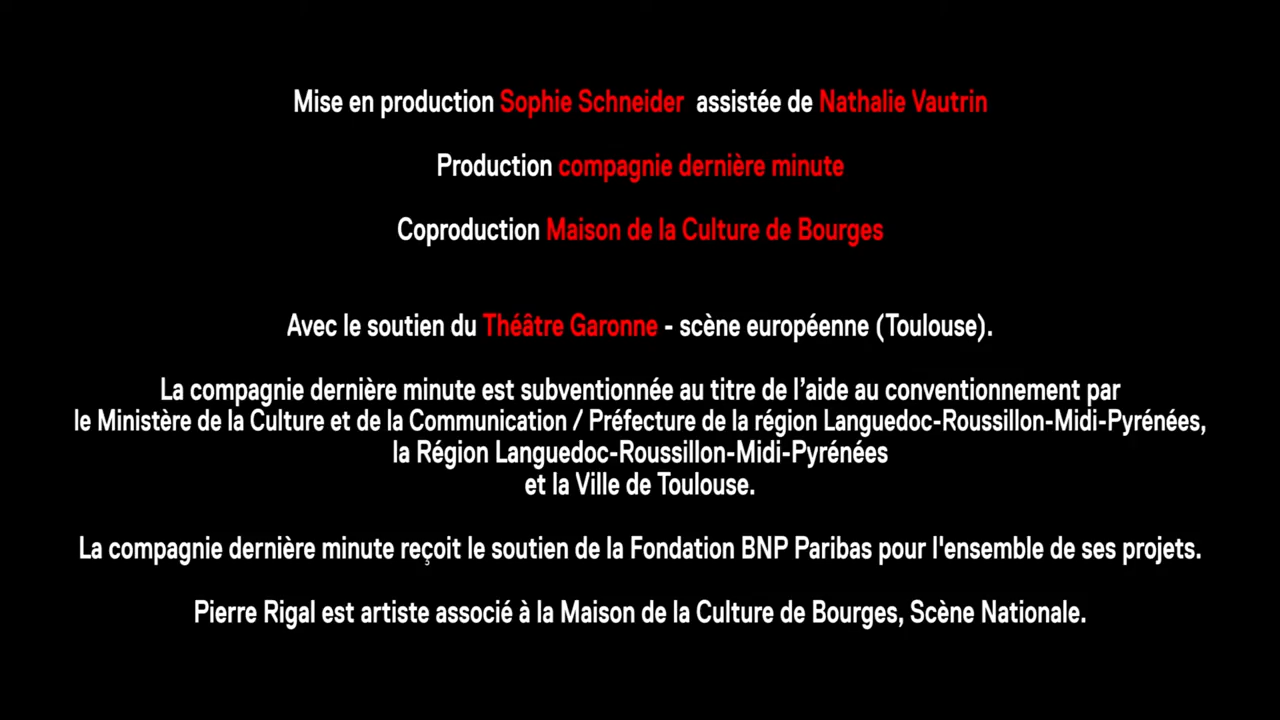 Mise en production Sophie Schneider assistée de Nathalie Vautrin
Production compagnie dernière minute
Coproduction Maison de la Culture de Bourges
Avec le soutien du Théâtre Garonne - scène européenne (Toulouse).
La compagnie dernière minute est subventionnée au titre de l’aide au conventionnement par
le Ministère de la Culture et de la Communication / Préfecture de la région Languedoc-Roussillon-Midi-Pyrénées,
la Région Languedoc-Roussillon-Midi-Pyrénées
et la Ville de Toulouse.
La compagnie dernière minute reçoit le soutien de la Fondation BNP Paribas pour l'ensemble de ses projets.
Pierre Rigal est artiste associé à la Maison de la Culture de Bourges, Scène Nationale.